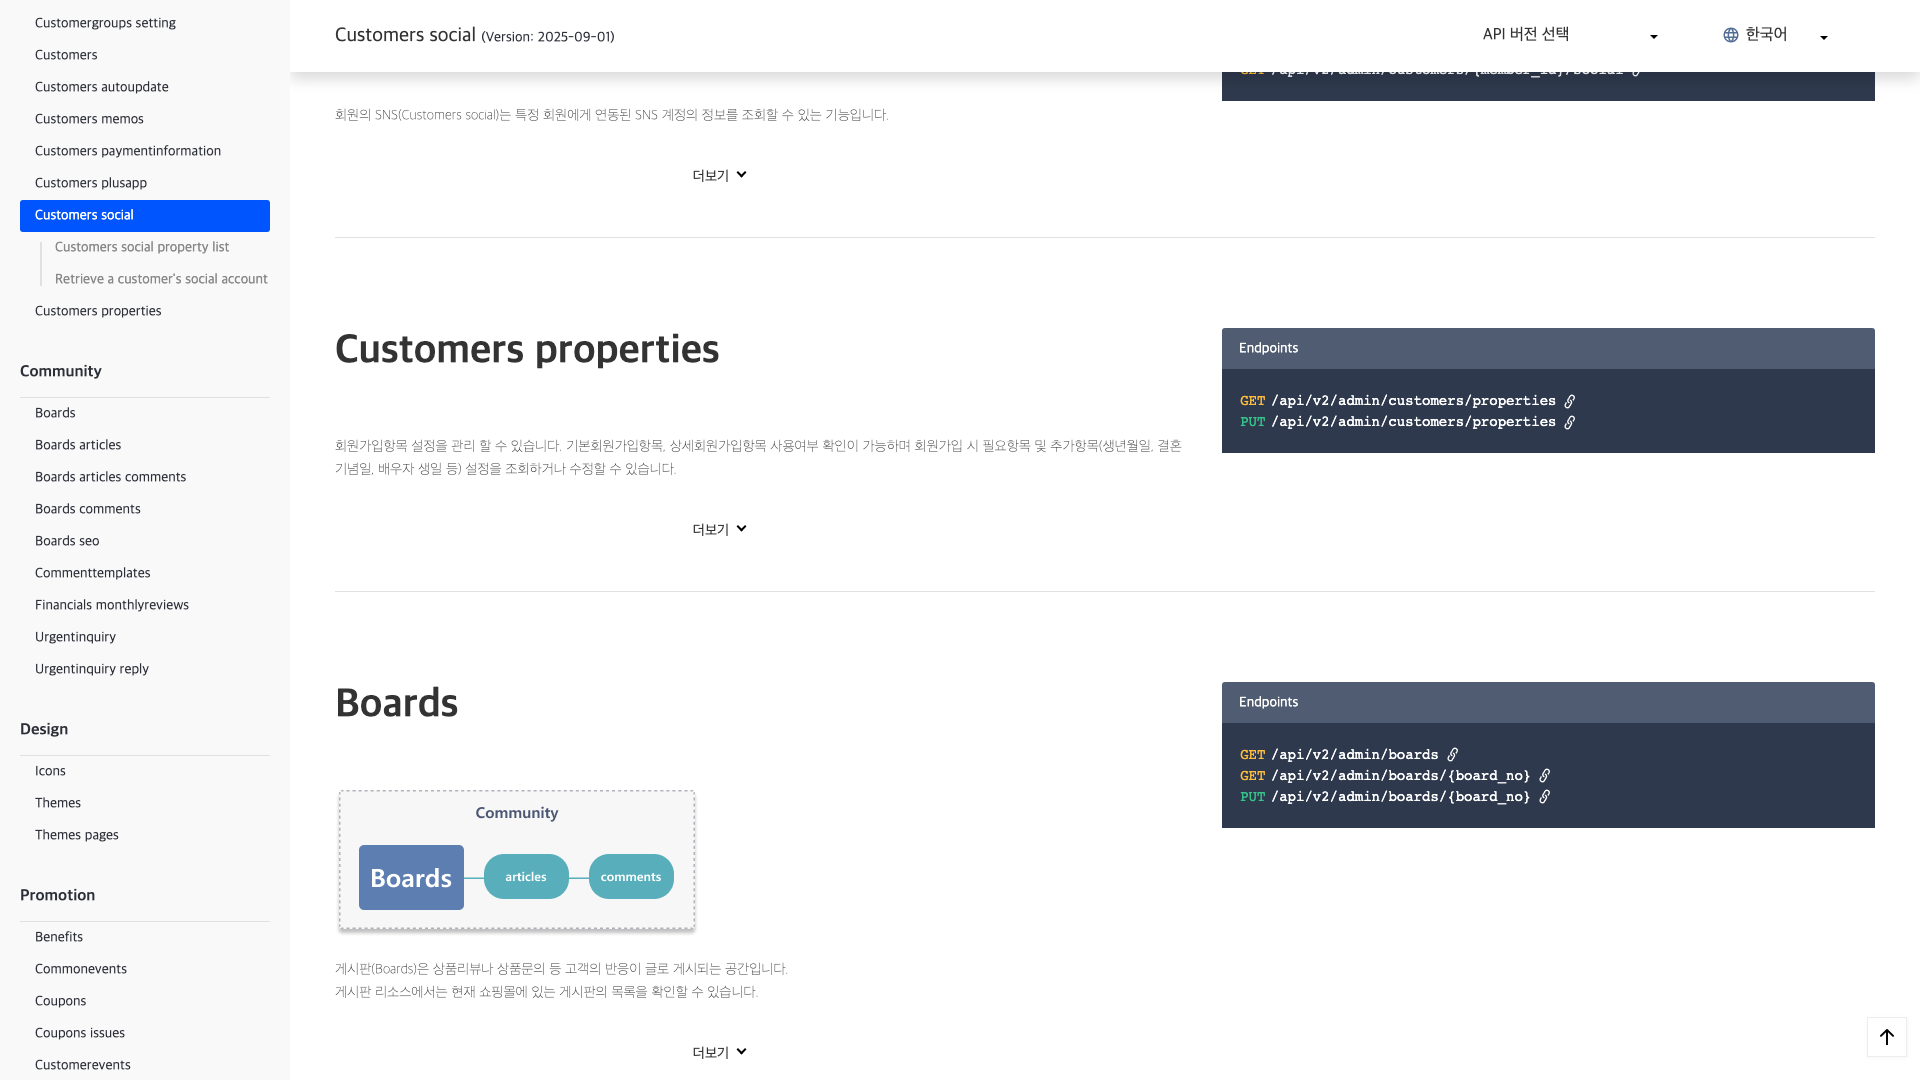 Customergroups setting
Customers
Customers autoupdate
Customers memos
Customers paymentinformation
Customers plusapp
Customers social
Customers social property list
Retrieve a customer's social account
Customers properties
Community
Boards
Boards articles
Boards articles comments
Boards comments
Boards seo
Commenttemplates
Financials monthlyreviews
Urgentinquiry
Urgentinquiry reply
Design
Icons
Themes
Themes pages
Promotion
Benefits
Commonevents
Coupons
Coupons issues
Customerevents
Customers social (Version: 2025-09-01)
API 버전 선택
한국어
GET /api/v2/admin/customers/{member_id}/social
회원의 SNS(Customers social)는 특정 회원에게 연동된 SNS 계정의 정보를 조회할 수 있는 기능입니다.
더보기
Customers properties
회원가입항목 설정을 관리 할 수 있습니다. 기본회원가입항목, 상세회원가입항목 사용여부 확인이 가능하며 회원가입 시 필요항목 및 추가항목(생년월일, 결혼
기념일, 배우자 생일 등) 설정을 조회하거나 수정할 수 있습니다.
더보기
Endpoints
GET /api/v2/admin/customers/properties
PUT /api/v2/admin/customers/properties
Boards
Community
Boards articles comments
게시판(Boards)은 상품리뷰나 상품문의 등 고객의 반응이 글로 게시되는 공간입니다.
게시판 리소스에서는 현재 쇼핑몰에 있는 게시판의 목록을 확인할 수 있습니다.
더보기
Endpoints
GET /api/v2/admin/boards
GET /api/v2/admin/boards/{board_no}
PUT /api/v2/admin/boards/{board_no}